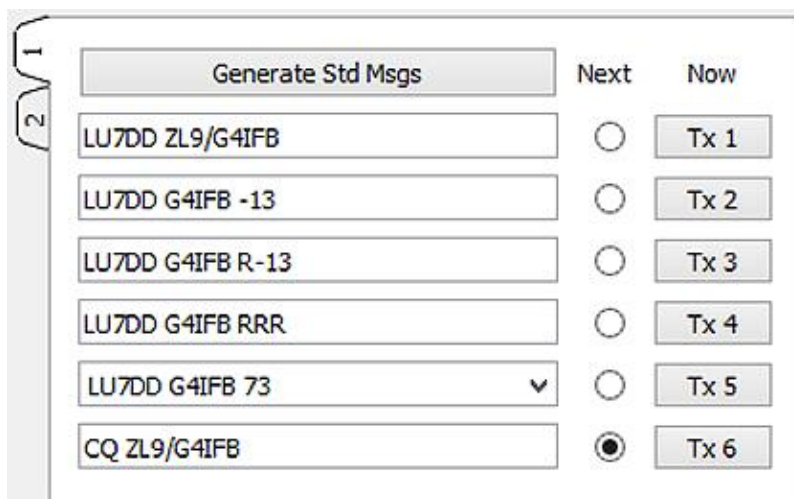 1
2
Generate Std Msgs Next Now
LU7DD ZL9/G4IFB Tx 1
LU7DD G4IFB -13 Tx 2
LU7DD G4IFB R-13 Tx 3
LU7DD G4IFB RRR Tx 4
LU7DD G4IFB 73 Tx 5
CQ ZL9/G4IFB Tx 6